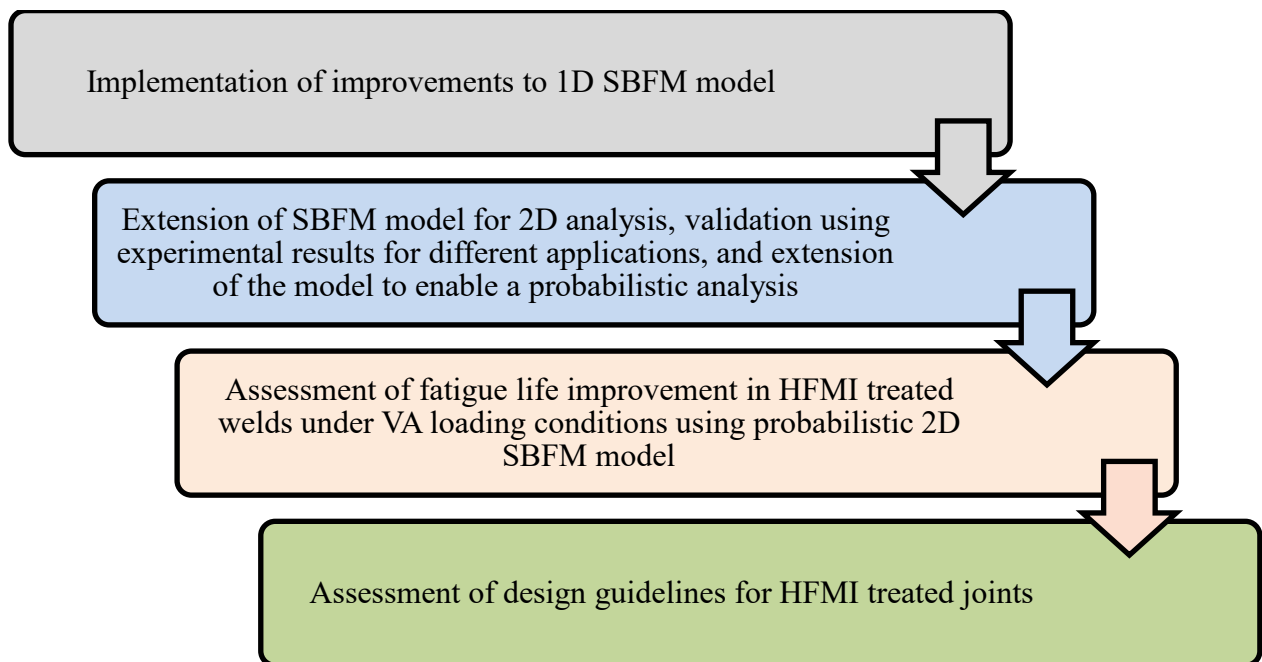 Implementation of improvements to 1D SBFM model
Extension of SBFM model for 2D analysis, validation using
experimental results for different applications, and extension
of the model to enable a probabilistic analysis
Assessment of fatigue life improvement in HFMI treated
welds under VA loading conditions using probabilistic 2D
SBFM model
Assessment of design guidelines for HFMI treated joints